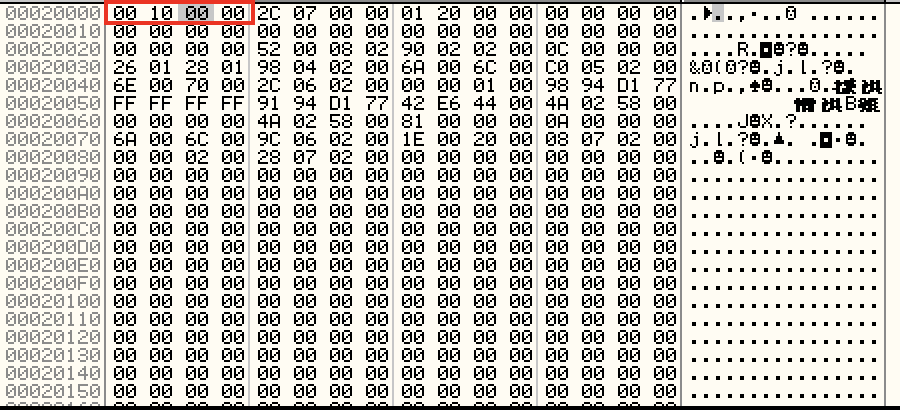 00020000 00 10 00 00 2C 07 00 00 01 20 00 00 00 00 00 00
00020010 00 00 00 00 00 00 00 00 00 00 00 00 00 00 00 00 ................
00020020 00 00 00 00 52 00 08 02 90 02 02 00 0C 00 00 00
00020030 26 01 28 01 98 04 02 00 6A 00 6C 00 C0 05 02 00
00020040 6E 00 70 00 2C 06 02 00 00 00 01 00 98 94 D1 77
00020050 FF FF FF FF 91 94 D1 77 42 E6 44 00 4A 02 58 00
00020060 00 00 00 00 4A 02 58 00 81 00 00 00 0A 00 00 00
00020070 6A 00 6C 00 9C 06 02 00 1E 00 20 00 08 07 02 00
00020080 00 00 02 00 28 07 02 00 00 00 00 00 00 00 00 00
00020090 00 00 00 00 00 00 00 00 00 00 00 00 00 00 00 00 ................
000200A0 00 00 00 00 00 00 00 00 00 00 00 00 00 00 00 00 ................
000200B0 00 00 00 00 00 00 00 00 00 00 00 00 00 00 00 00 ................
000200C0 00 00 00 00 00 00 00 00 00 00 00 00 00 00 00 00 ................
000200D0 00 00 00 00 00 00 00 00 00 00 00 00 00 00 00 00 ................
000200E0 00 00 00 00 00 00 00 00 00 00 00 00 00 00 00 00 ................
000200F0 00 00 00 00 00 00 00 00 00 00 00 00 00 00 00 00 ................
00020100 00 00 00 00 00 00 00 00 00 00 00 00 00 00 00 00 ................
00020110 00 00 00 00 00 00 00 00 00 00 00 00 00 00 00 00 ................
00020120 00 00 00 00 00 00 00 00 00 00 00 00 00 00 00 00 ................
00020130 00 00 00 00 00 00 00 00 00 00 00 00 00 00 00 00 ................
00020140 00 00 00 00 00 00 00 00 00 00 00 00 00 00 00 00 ................
00020150 00 00 00 00 00 00 00 00 00 00 00 00 00 00 00 00 ................